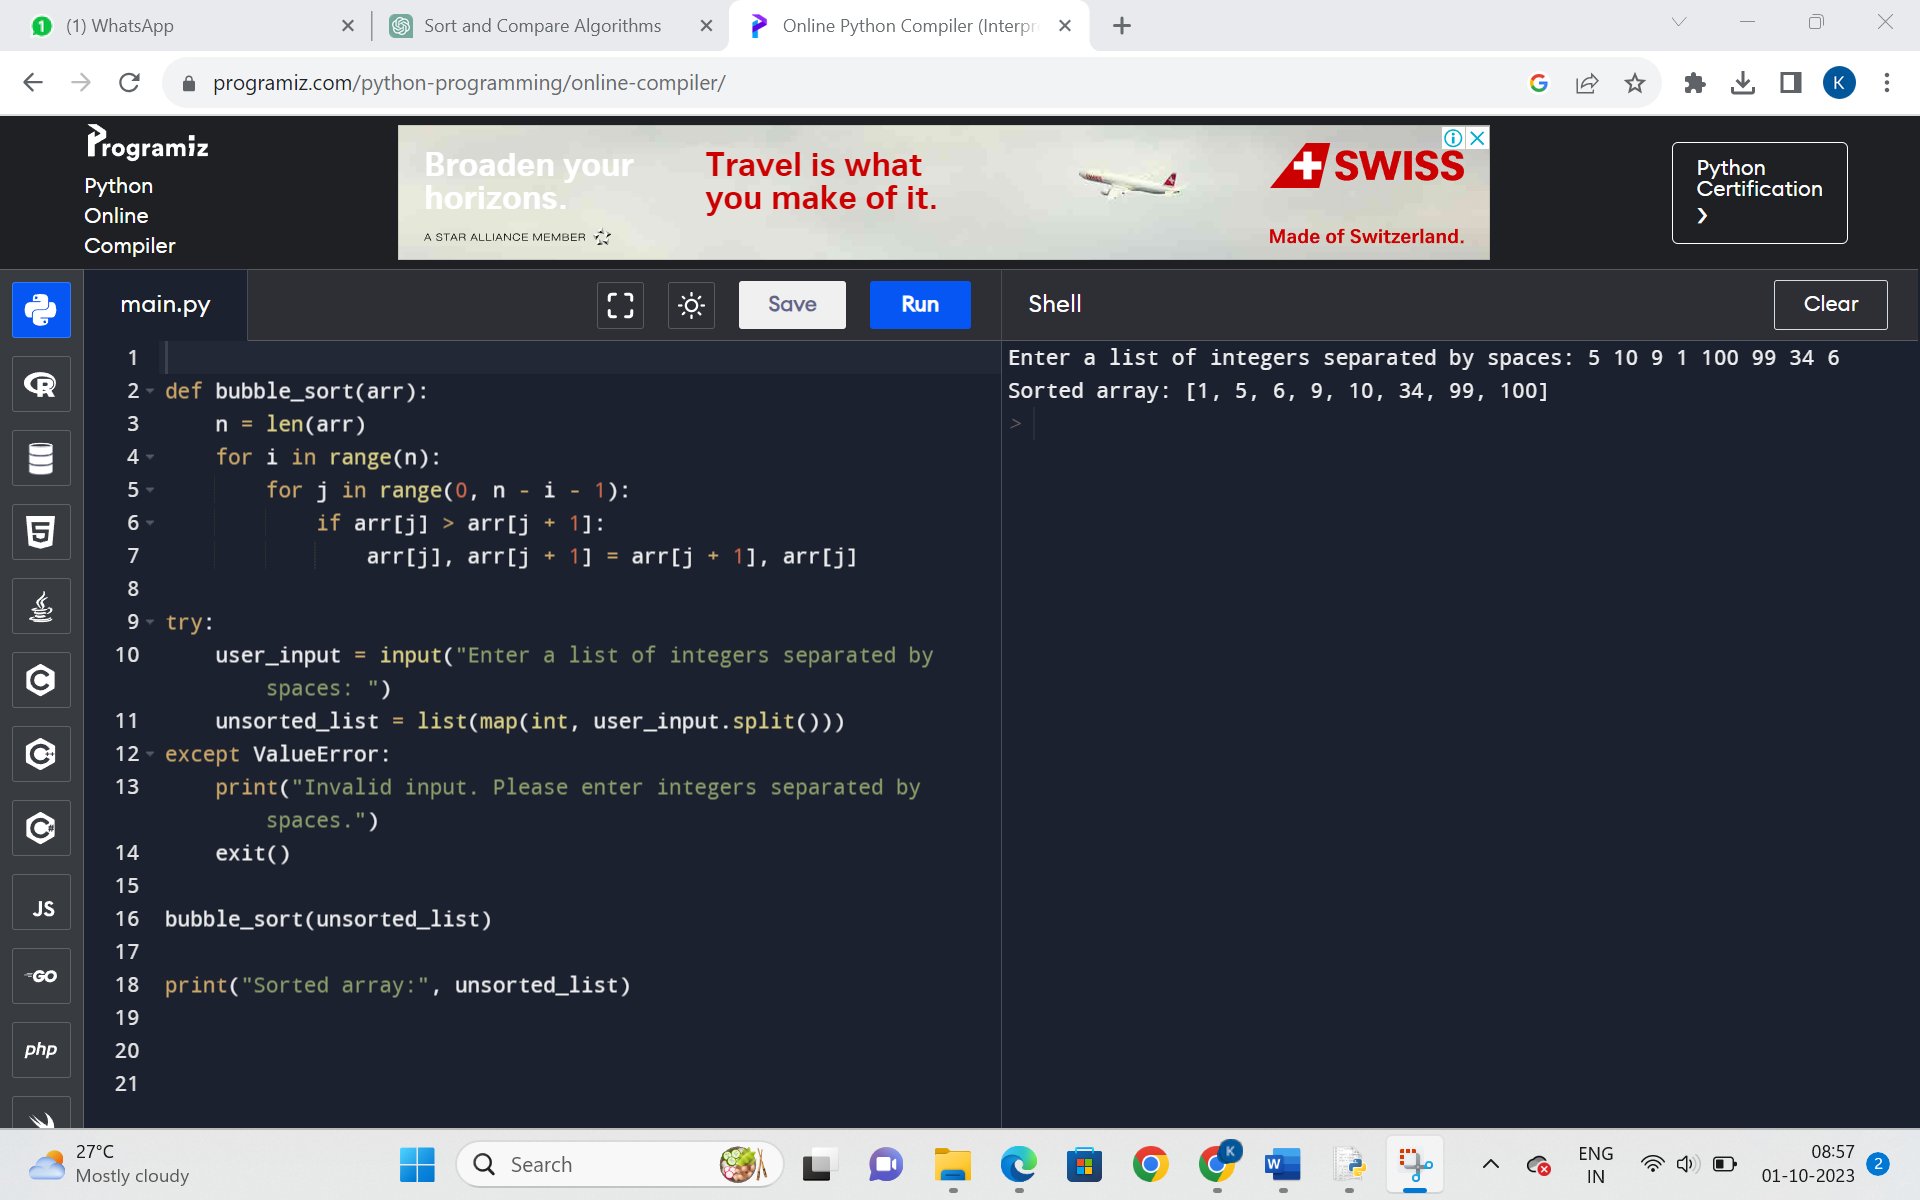 (1) WhatsApp
Sort and Compare Algorithms
Online Python Compiler (Interpr
programiz.com/python-programming/online-compiler/
K
Programiz
Python
Online
Compiler
Broaden your
horizons.
A STAR ALLIANCE MEMBER
Travel is what
you make of it.
SWISS
Made of Switzerland.
Python
Certification
main.py
Save
Run
Shell
Clear
1
2 def bubble_sort(arr):
3 n = len(arr)
4 for i in range(n):
5 for j in range(0, n - i - 1):
6 if arr[j] > arr[j + 1]:
7 arr[j], arr[j + 1] = arr[j + 1], arr[j]
8
9 try:
10 user_input = input("Enter a list of integers separated by
spaces: ")
11 unsorted_list = list(map(int, user_input.split()))
12 except ValueError:
13 print("Invalid input. Please enter integers separated by
spaces.")
14 exit()
15
16 bubble_sort(unsorted_list)
17
18 print("Sorted array:", unsorted_list)
19
20
21
Enter a list of integers separated by spaces: 5 10 9 1 100 99 34 6
Sorted array: [1, 5, 6, 9, 10, 34, 99, 100]
>
R
5
C
C++
C#
JS
GO
php
27°C
Mostly cloudy
Search
K
W
ENG
IN
08:57
01-10-2023
2